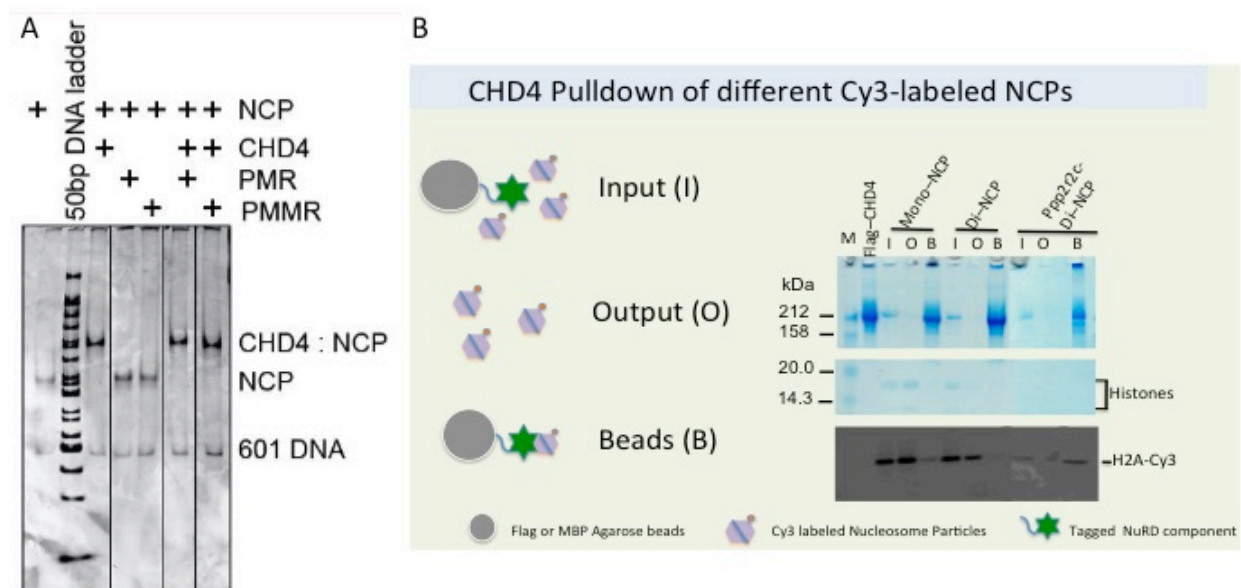 A
50bp DNA ladder
+ + + + + + NCP
+ + + CHD4
+ + PMR
+ + PMMR
CHD4 : NCP
NCP
601 DNA
B
CHD4 Pulldown of different Cy3-labeled NCPs
Input (I)
Output (O)
Beads (B)
M
Flag-CHD4
Mono-NCP
Di-NCP
Ppp2r2c-
Di-NCP
I O B I O B I O B
kDa
212
158
20.0
14.3
Histones
H2A-Cy3
Flag or MBP Agarose beads
Cy3 labeled Nucleosome Particles
Tagged NuRD component